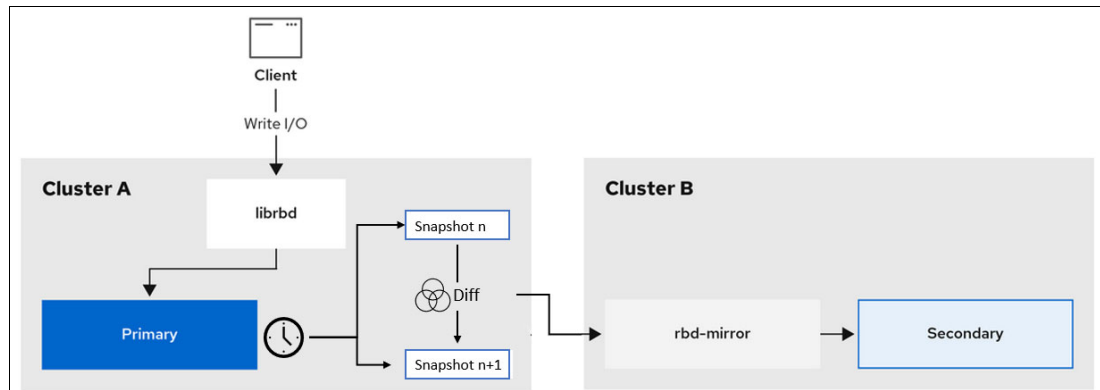 Client
Write I/O
Cluster A
librbd
Snapshot n
Diff
Primary
Snapshot n+1
Cluster B
rbd-mirror
Secondary